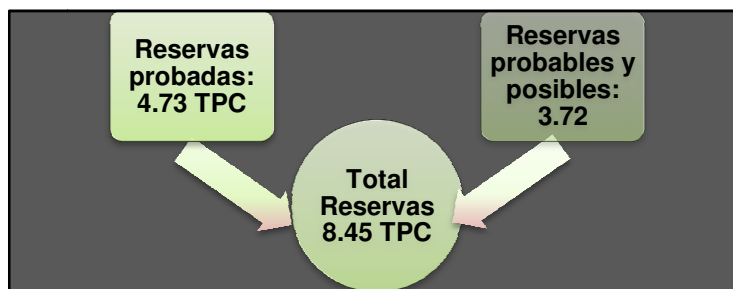 Reservas
probadas:
4.73 TPC
Reservas
probables y
posibles:
3.72
Total
Reservas
8.45 TPC